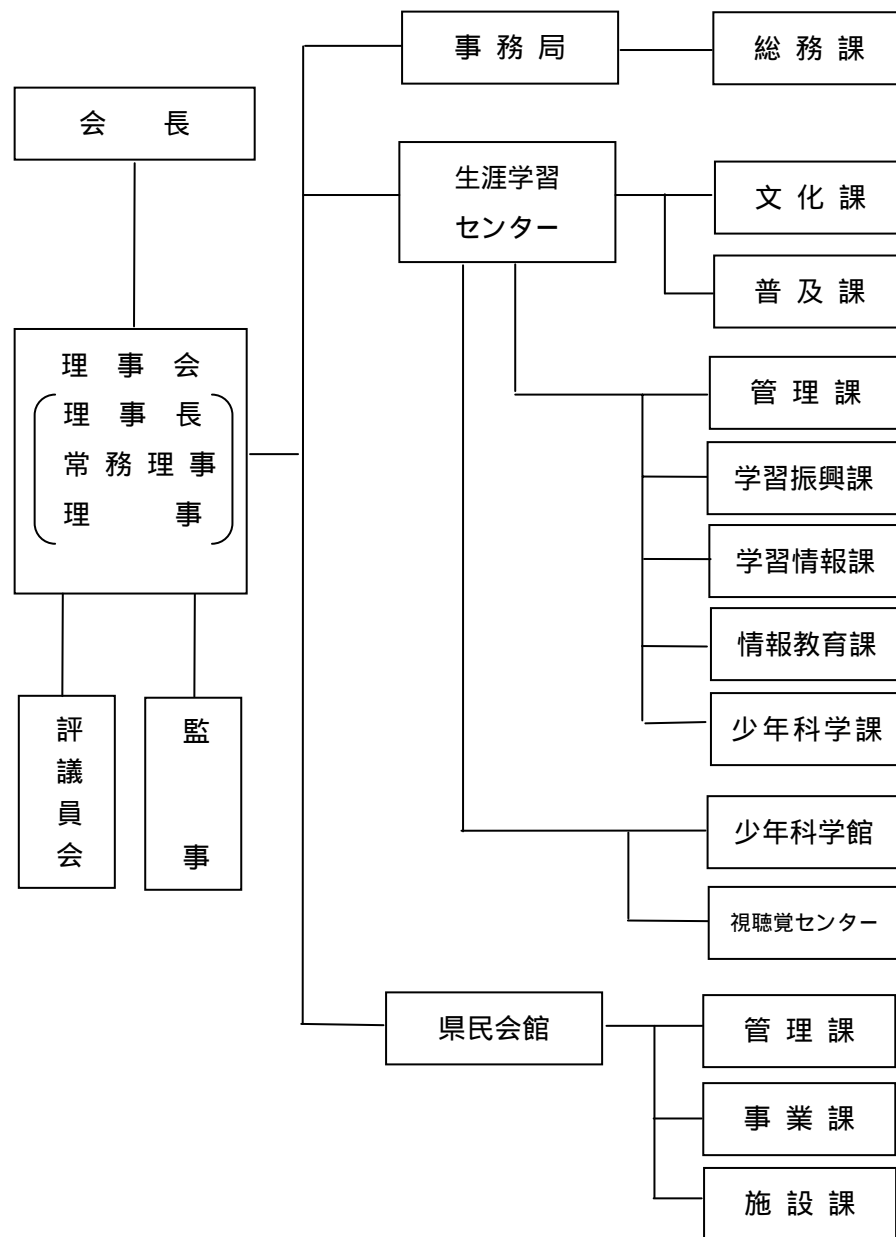 会長
理事会
理事長
常務理事
理事
評議員会
監事
事務局
総務課
生涯学習
センター
文化課
普及課
管理課
学習振興課
学習情報課
情報教育課
少年科学課
少年科学館
視聴覚センター
県民会館
管理課
事業課
施設課